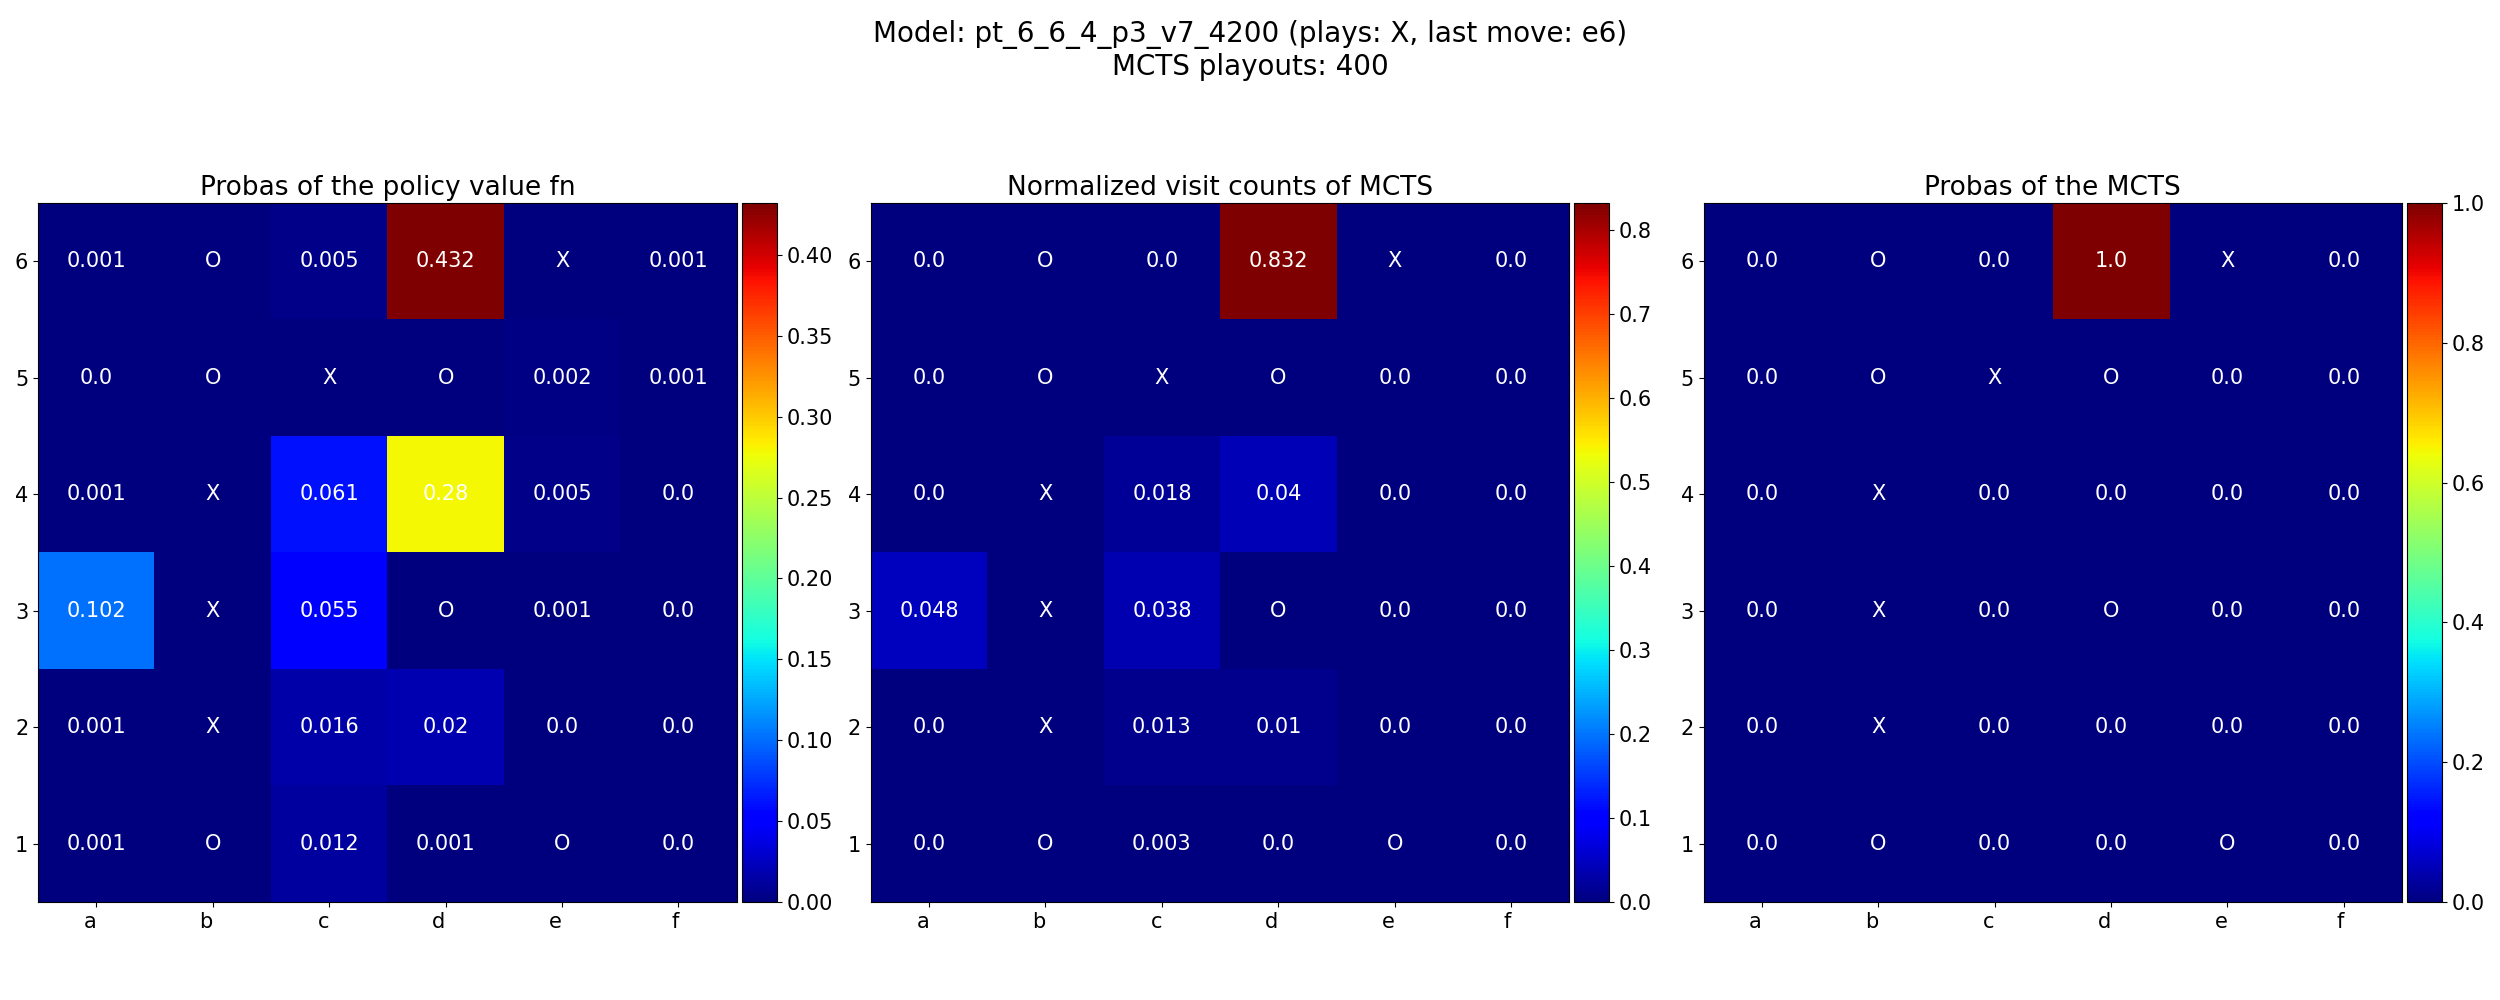 Model: pt_6_6_4_p3_v7_4200 (plays: X, last move: e6)
MCTS playouts: 400
Probas of the policy value fn
6 0.001 O 0.005 0.432 X 0.001
5 0.0 O X O 0.002 0.001
4 0.001 X 0.061 0.28 0.005 0.0
3 0.102 X 0.055 O 0.001 0.0
2 0.001 X 0.016 0.02 0.0 0.0
1 0.001 O 0.012 0.001 O 0.0
a b c d e f
0.40
0.35
0.30
0.25
0.20
0.15
0.10
0.05
0.00
Normalized visit counts of MCTS
6 0.0 O 0.0 0.832 X 0.0
5 0.0 O X O 0.0 0.0
4 0.0 X 0.018 0.04 0.0 0.0
3 0.048 X 0.038 O 0.0 0.0
2 0.0 X 0.013 0.01 0.0 0.0
1 0.0 O 0.003 0.0 O 0.0
a b c d e f
0.8
0.7
0.6
0.5
0.4
0.3
0.2
0.1
0.0
Probas of the MCTS
6 0.0 O 0.0 1.0 X 0.0
5 0.0 O X O 0.0 0.0
4 0.0 X 0.0 0.0 0.0 0.0
3 0.0 X 0.0 O 0.0 0.0
2 0.0 X 0.0 0.0 0.0 0.0
1 0.0 O 0.0 0.0 O 0.0
a b c d e f
1.0
0.8
0.6
0.4
0.2
0.0